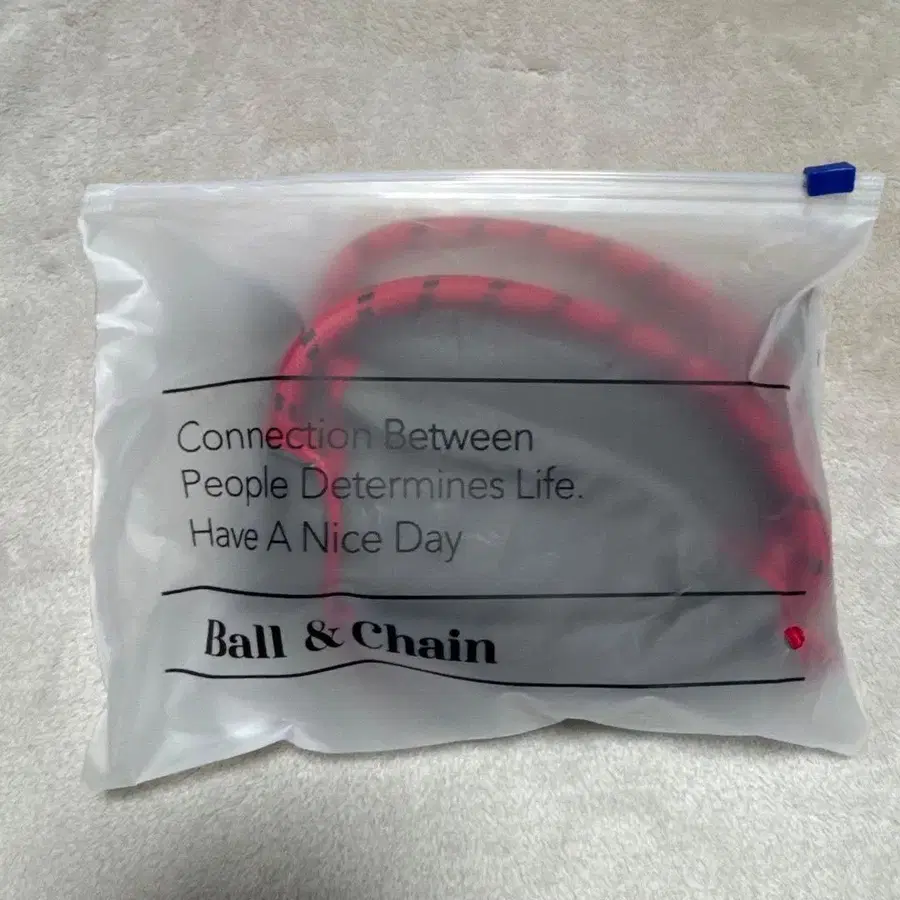 Connection Between
People Determines Life.
Have A Nice Day
Ball & Chain